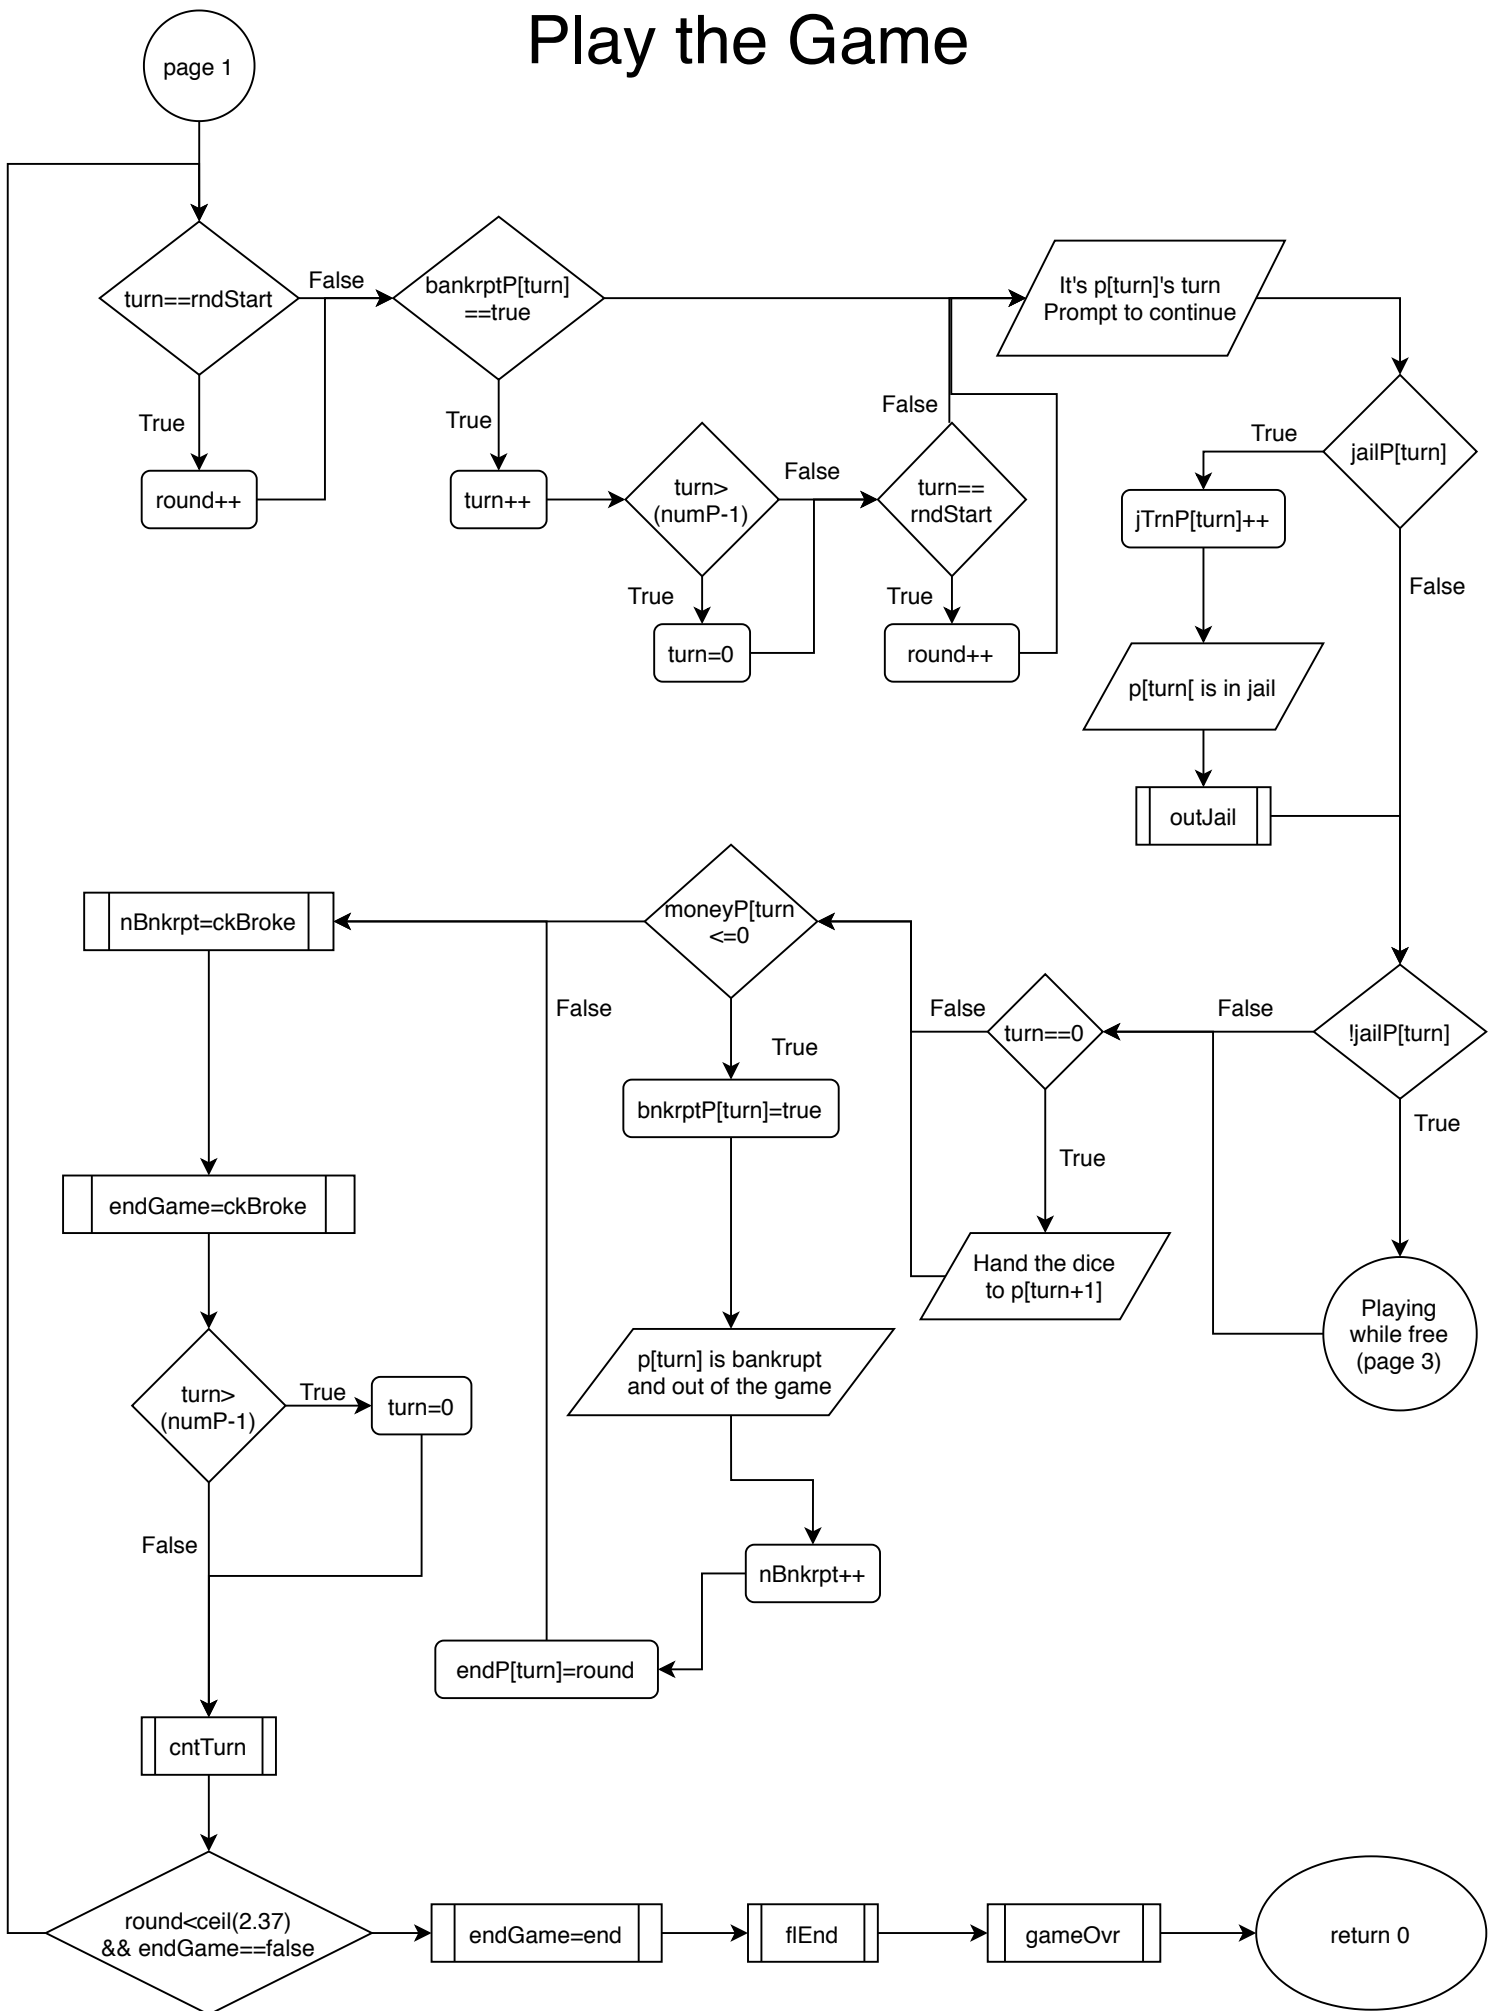 Play the Game
page 1
turn==rndStart
False
True
round++
bankrptP[turn]
==true
True
turn++
turn>
(numP-1)
False
True
turn=0
turn==
rndStart
False
True
round++
It's p[turn]'s turn
Prompt to continue
jailP[turn]
True
False
jTrnP[turn]++
p[turn[ is in jail
outJail
!jailP[turn]
False
True
Playing
while free
(page 3)
turn==0
False
True
Hand the dice
to p[turn+1]
moneyP[turn
<=0
False
True
bnkrptP[turn]=true
p[turn] is bankrupt
and out of the game
nBnkrpt++
endP[turn]=round
nBnkrpt=ckBroke
endGame=ckBroke
turn>
(numP-1)
True
turn=0
False
cntTurn
round<ceil(2.37)
&& endGame==false
endGame=end
flEnd
gameOvr
return 0